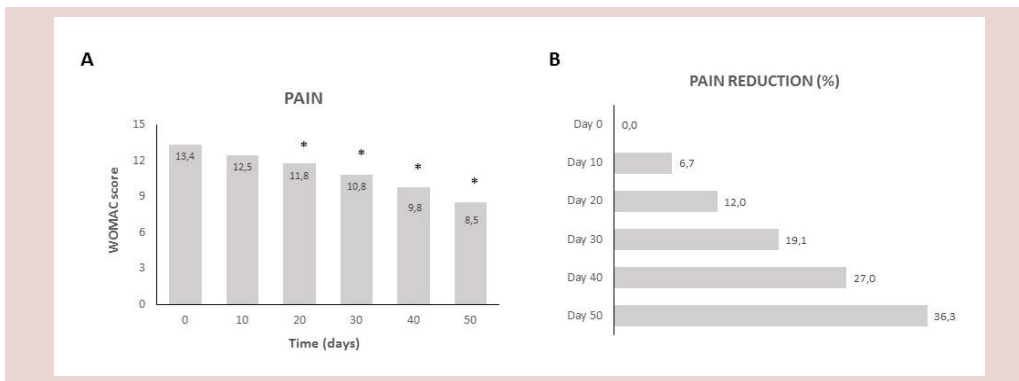 A
PAIN
WOMAC score
15
12
9
6
3
0
13,4
12,5
* 
11,8
*
10,8
*
9,8
*
8,5
0 10 20 30 40 50
Time (days)
B
PAIN REDUCTION (%)
Day 0 0,0
Day 10 6,7
Day 20 12,0
Day 30 19,1
Day 40 27,0
Day 50 36,3